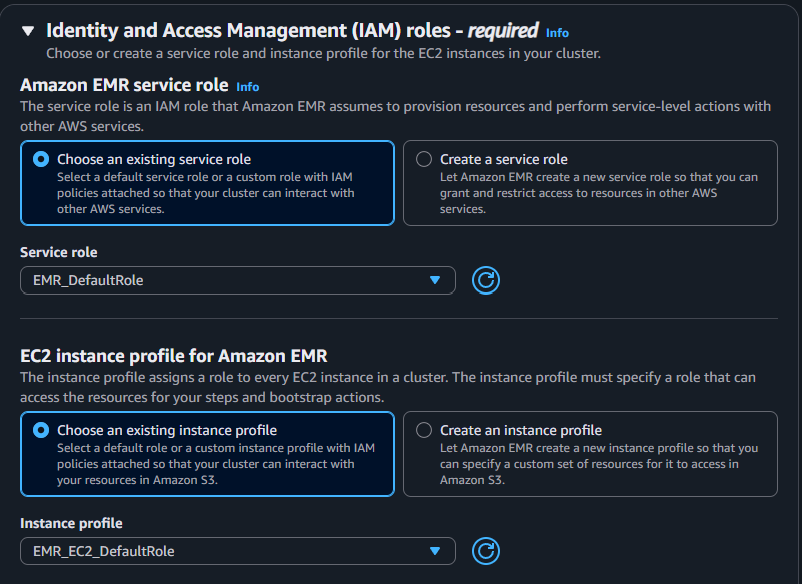 Identity and Access Management (IAM) roles - required Info
Choose or create a service role and instance profile for the EC2 instances in your cluster.
Amazon EMR service role Info
The service role is an IAM role that Amazon EMR assumes to provision resources and perform service-level actions with
other AWS services.
Choose an existing service role
Select a default service role or a custom role with IAM
policies attached so that your cluster can interact with
other AWS services.
Create a service role
Let Amazon EMR create a new service role so that you can
grant and restrict access to resources in other AWS
services.
Service role
EMR_DefaultRole
EC2 instance profile for Amazon EMR
The instance profile assigns a role to every EC2 instance in a cluster. The instance profile must specify a role that can
access the resources for your steps and bootstrap actions.
Choose an existing instance profile
Select a default role or a custom instance profile with IAM
policies attached so that your cluster can interact with
your resources in Amazon S3.
Create an instance profile
Let Amazon EMR create a new instance profile so that you
can specify a custom set of resources for it to access in
Amazon S3.
Instance profile
EMR_EC2_DefaultRole